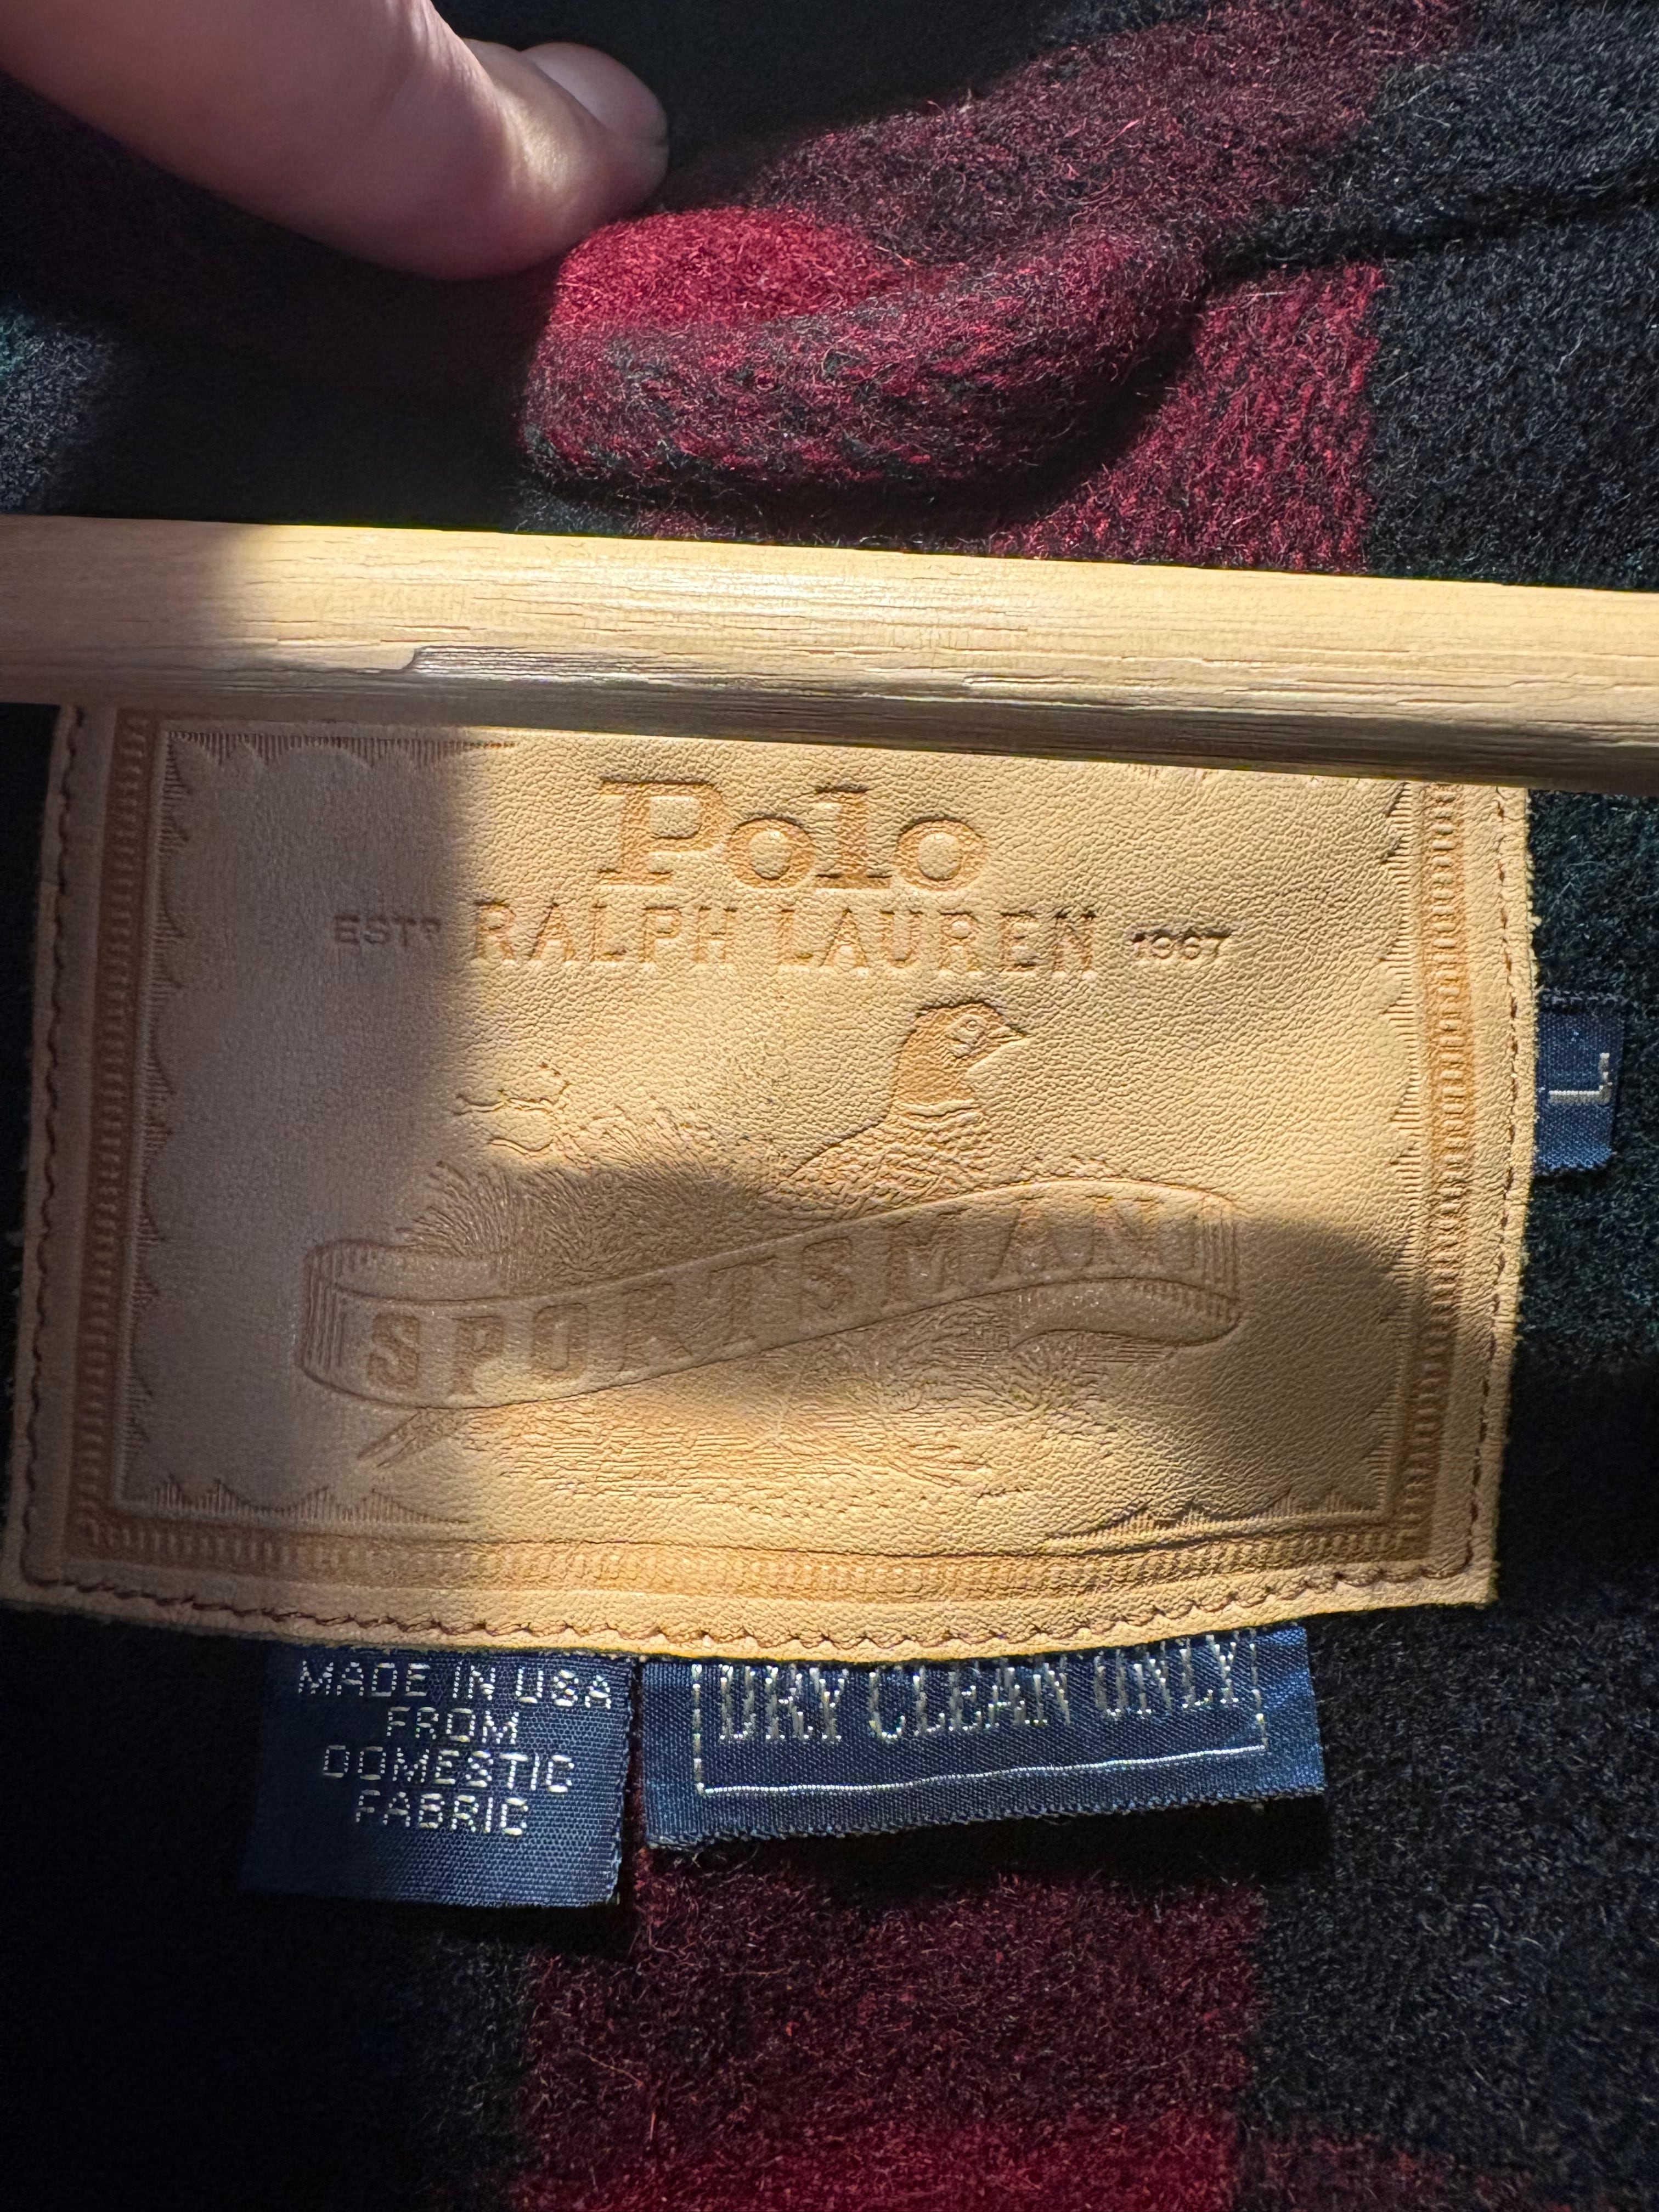 Polo
ESTD RALPH LAUREN 1967
SPORTSMAN
L
MADE IN USA
FROM
DOMESTIC
FABRIC
DRY CLEAN ONLY